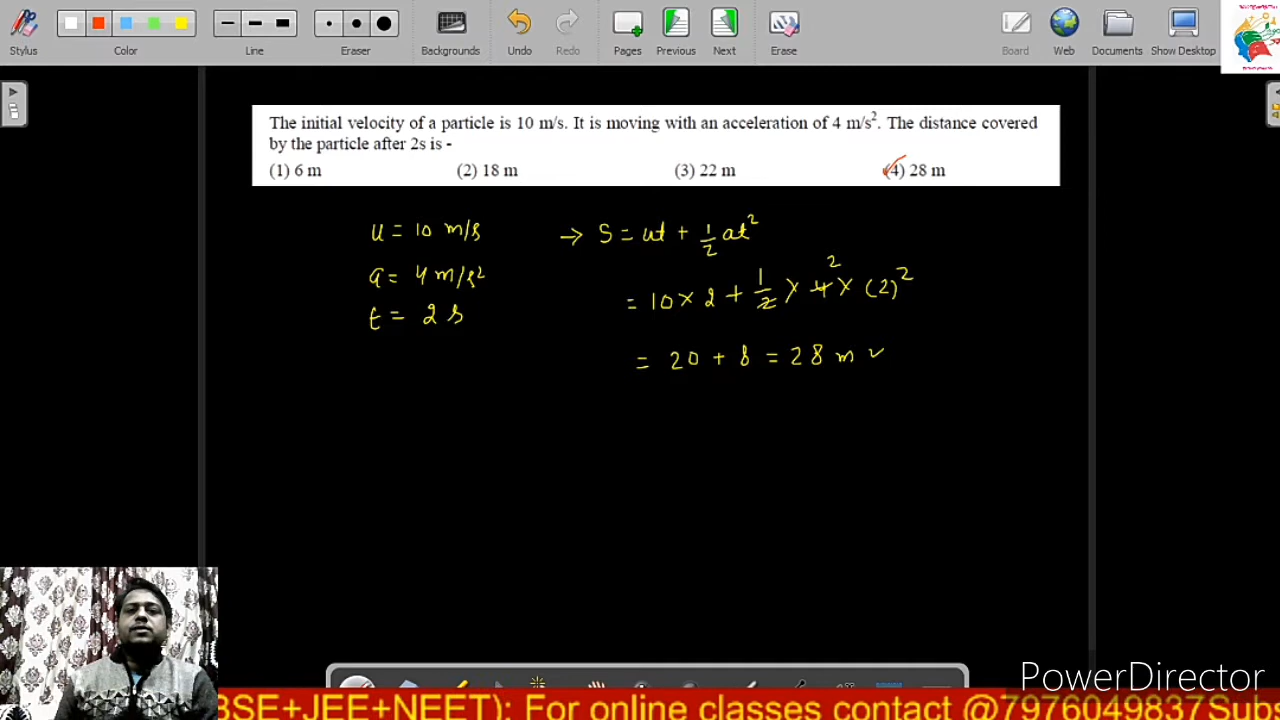 Stylus
Color
Line
Eraser
Backgrounds
Undo
Redo
Pages
Previous
Next
Erase
Board
Web
Documents
Show Desktop
The initial velocity of a particle is 10 m/s. It is moving with an acceleration of 4 m/s². The distance covered
by the particle after 2s is -
(1) 6 m (2) 18 m (3) 22 m (4) 28 m
u = 10 m/s
a = 4 m/s²
t = 2 s
→ S = ut + 1/2 at²
= 10 × 2 + 1/2 × 4 × (2)²
2
= 20 + 8 = 28 m
PowerDirector
BSE+JEE+NEET): For online classes contact @7976049837Subs